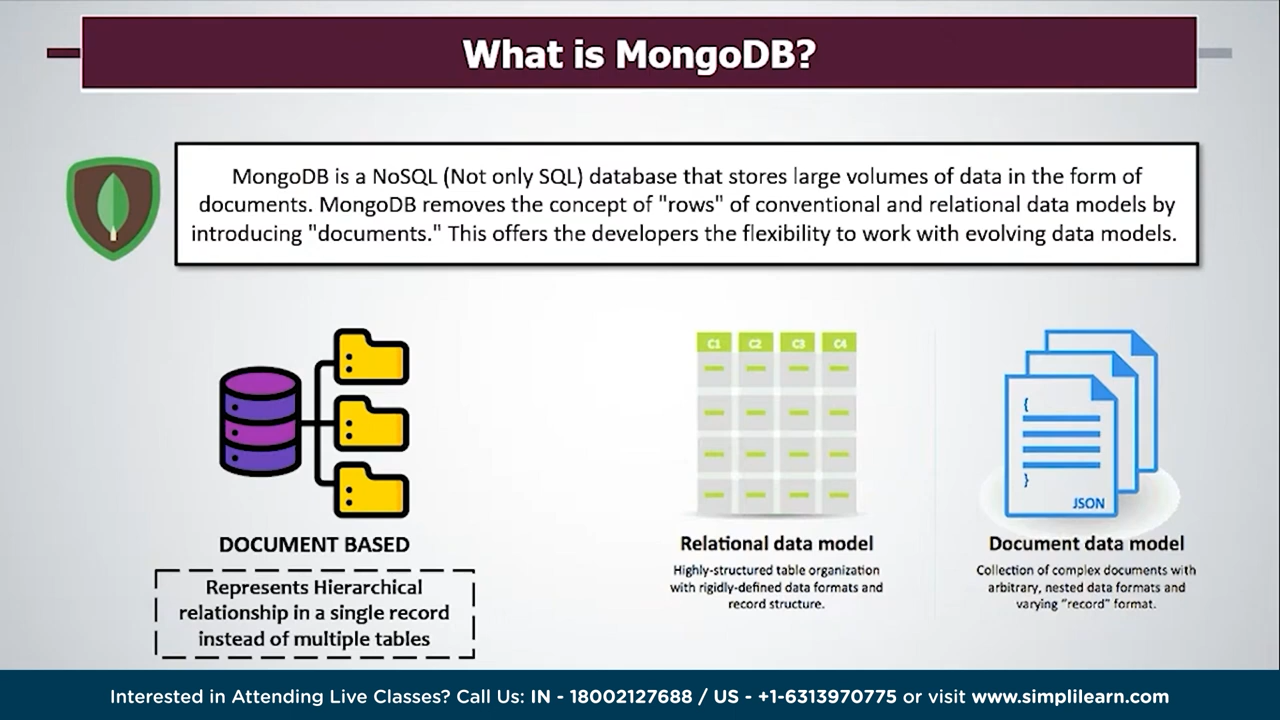 What is MongoDB?
MongoDB is a NoSQL (Not only SQL) database that stores large volumes of data in the form of
documents. MongoDB removes the concept of "rows" of conventional and relational data models by
introducing "documents." This offers the developers the flexibility to work with evolving data models.
C1 C2 C3 C4
{
}
JSON
DOCUMENT BASED
Represents Hierarchical
relationship in a single record
instead of multiple tables
Relational data model
Highly-structured table organization
with rigidly-defined data formats and
record structure.
Document data model
Collection of complex documents with
arbitrary, nested data formats and
varying “record” format.
Interested in Attending Live Classes? Call Us: IN - 18002127688 / US - +1-6313970775 or visit www.simplilearn.com